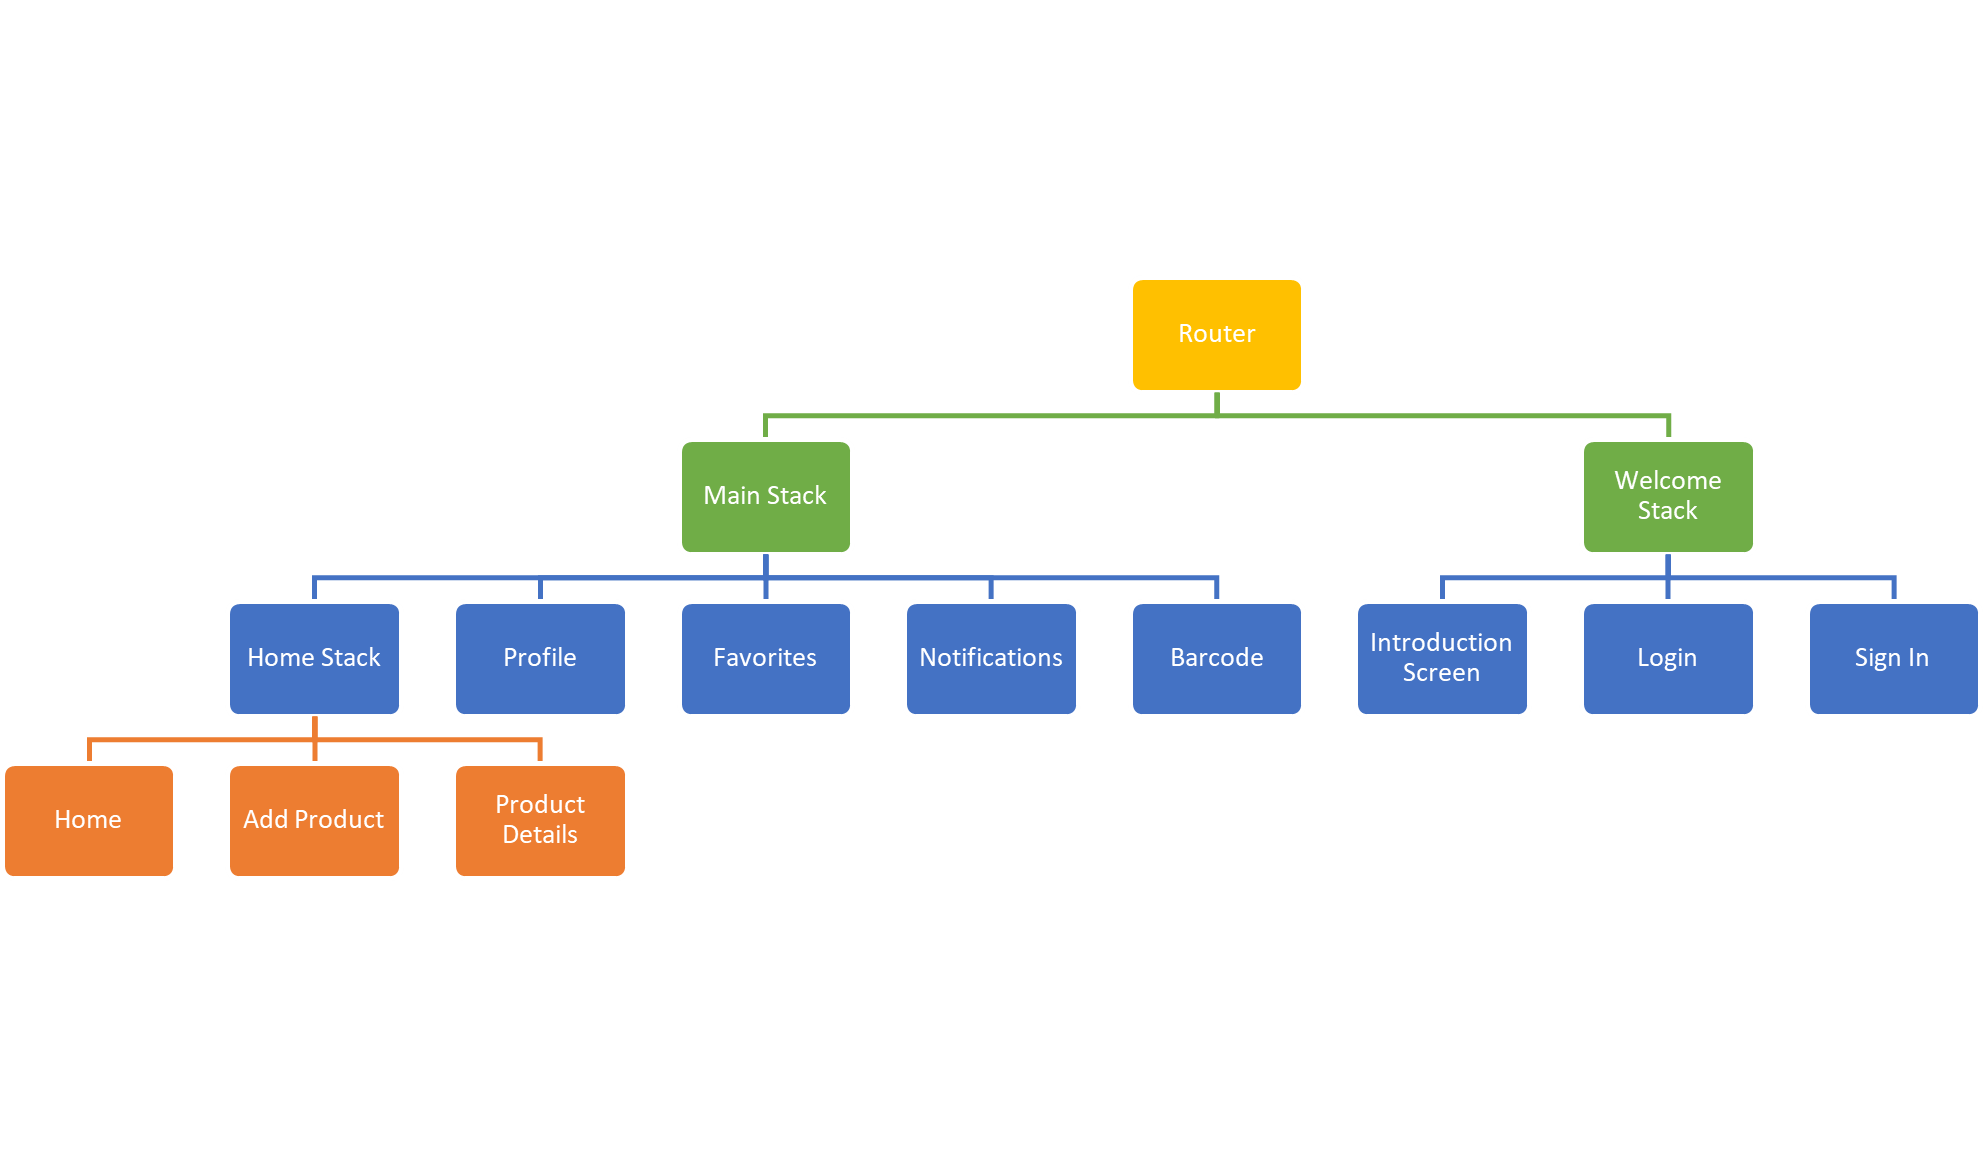 Router
Main Stack
Welcome
Stack
Home Stack
Profile
Favorites
Notifications
Barcode
Introduction
Screen
Login
Sign In
Home
Add Product
Product
Details